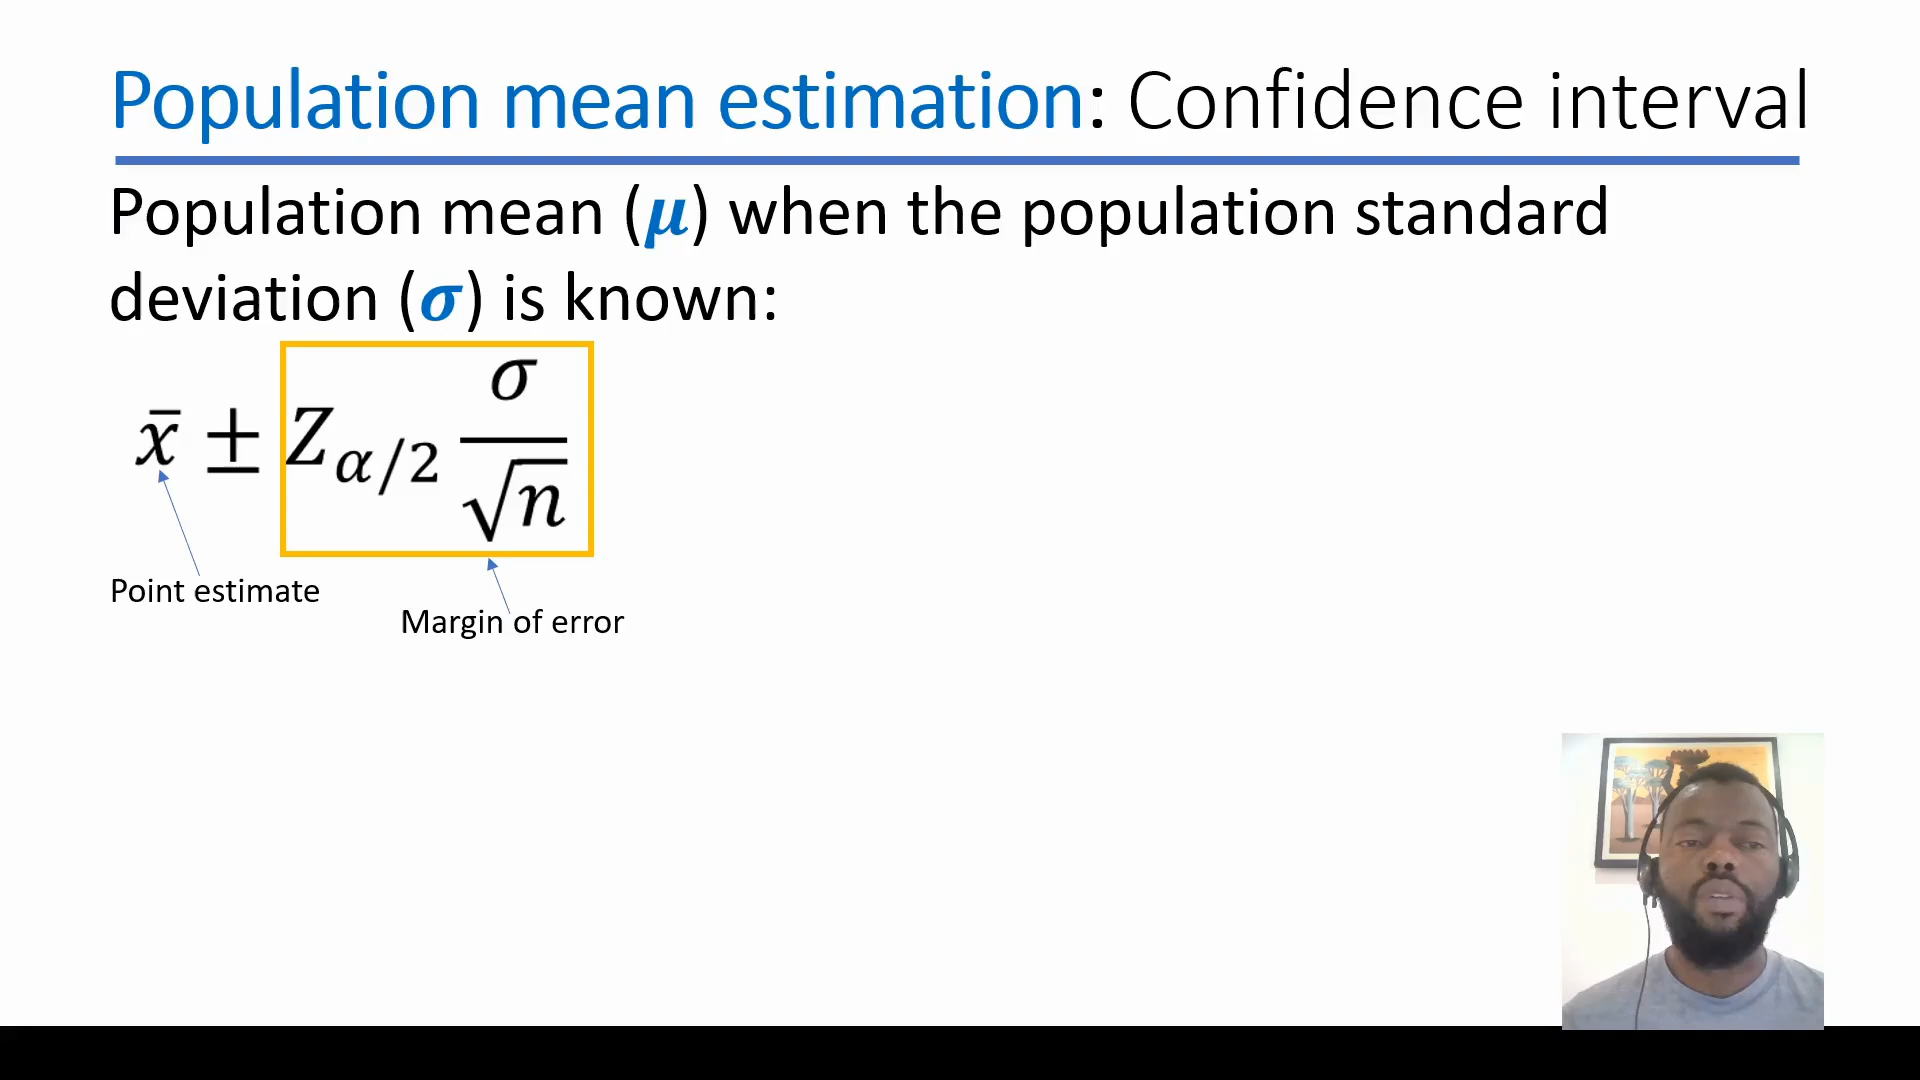 Population mean estimation: Confidence interval
Population mean (μ) when the population standard
deviation (σ) is known:
x̄ ± Z_{α/2} σ/√n
Point estimate
Margin of error